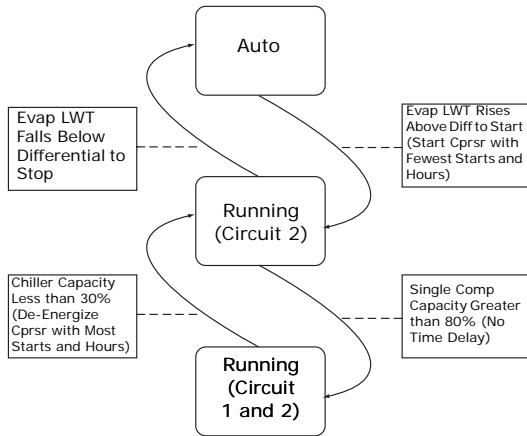 Auto
Evap LWT
Falls Below
Differential to
Stop
Evap LWT Rises
Above Diff to Start
(Start Cprsr with
Fewest Starts and
Hours)
Running
(Circuit 2)
Chiller Capacity
Less than 30%
(De-Energize
Cprsr with Most
Starts and Hours)
Single Comp
Capacity Greater
than 80% (No
Time Delay)
Running
(Circuit
1 and 2)